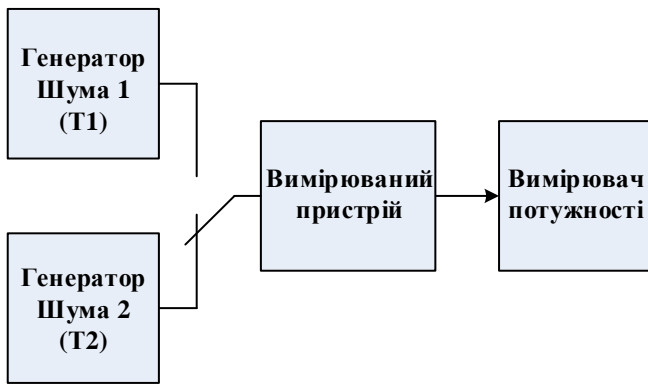 Генератор
Шума 1
(Т1)
Вимірюваний
пристрій
Вимірювач
потужності
Генератор
Шума 2
(Т2)